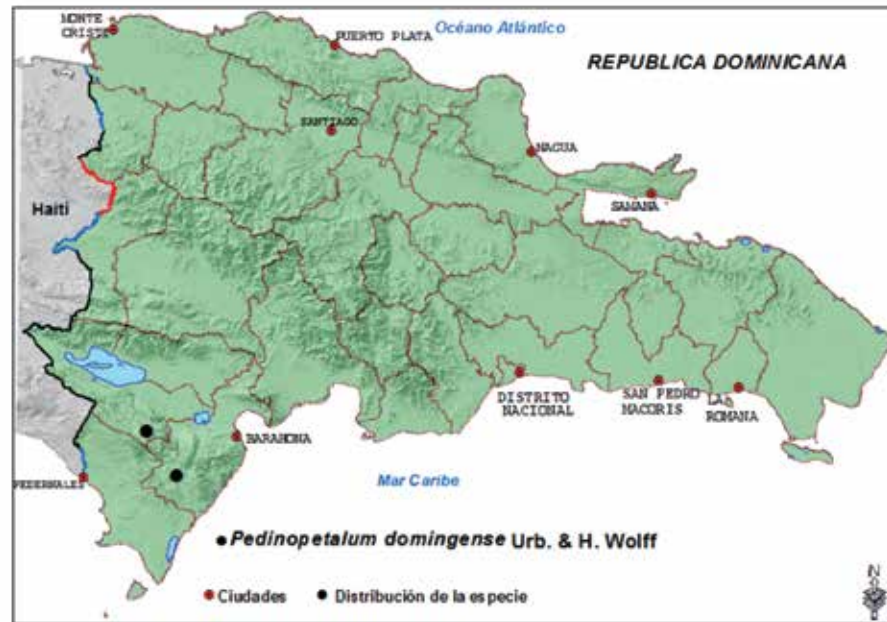 MONTE
CRISTI
PUERTO PLATA
Océano Atlántico
REPUBLICA DOMINICANA
SANTIAGO
NAGUA
SAMANA
Haiti
DISTRITO
NACIONAL
SAN PEDRO
MACORIS
LA
ROMANA
BARAHONA
PEDERNALES
Mar Caribe
Pedinopetalum domingense Urb. & H. Wolff
Ciudades
Distribución de la especie
N